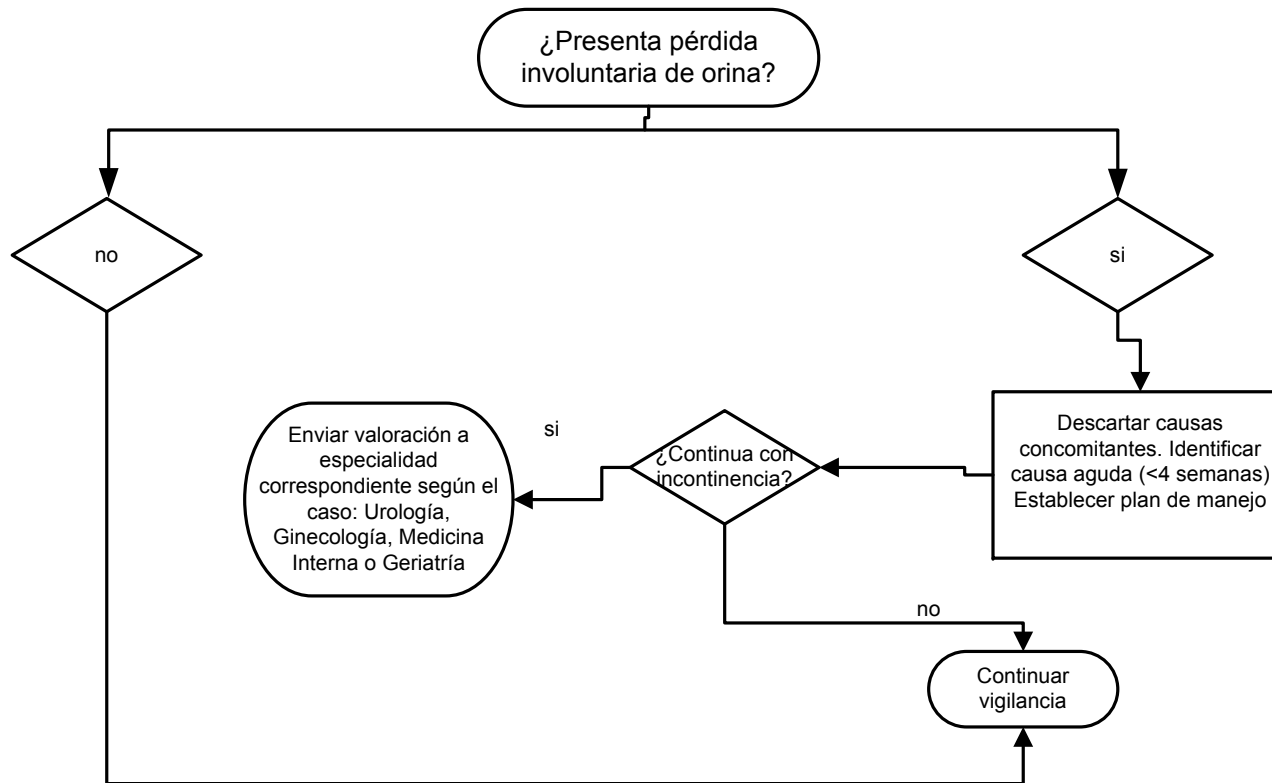 ¿Presenta pérdida
involuntaria de orina?
no
si
Descartar causas
concomitantes. Identificar
causa aguda (<4 semanas)
Establecer plan de manejo
¿Continua con
incontinencia?
si
Enviar valoración a
especialidad
correspondiente según el
caso: Urología,
Ginecología, Medicina
Interna o Geriatría
no
Continuar
vigilancia